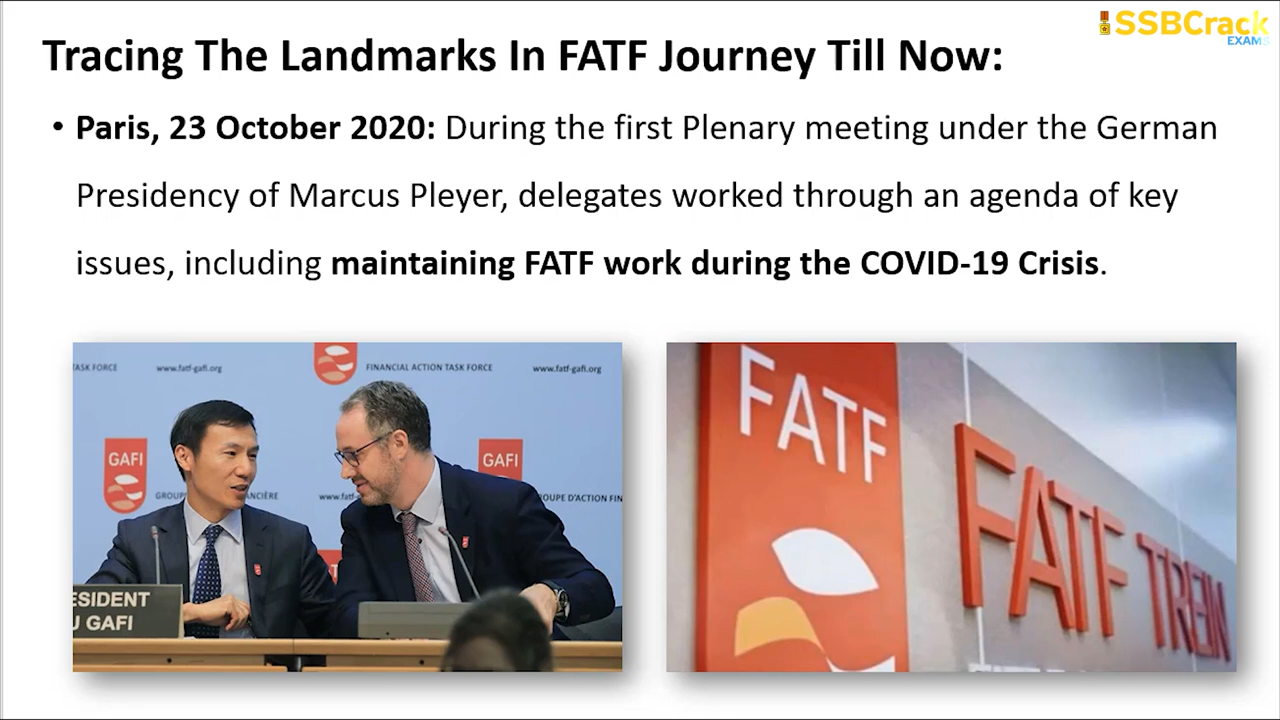 SSBCrack
EXAMS
Tracing The Landmarks In FATF Journey Till Now:
• Paris, 23 October 2020: During the first Plenary meeting under the German
Presidency of Marcus Pleyer, delegates worked through an agenda of key
issues, including maintaining FATF work during the COVID-19 Crisis.
TASK FORCE
www.fatf-gafi.org
FINANCIAL ACTION TASK FORCE
www.fatf-gafi.org
GAFI
GAFI
ESIDENT
U GAFI
FATF
FATF TREIN